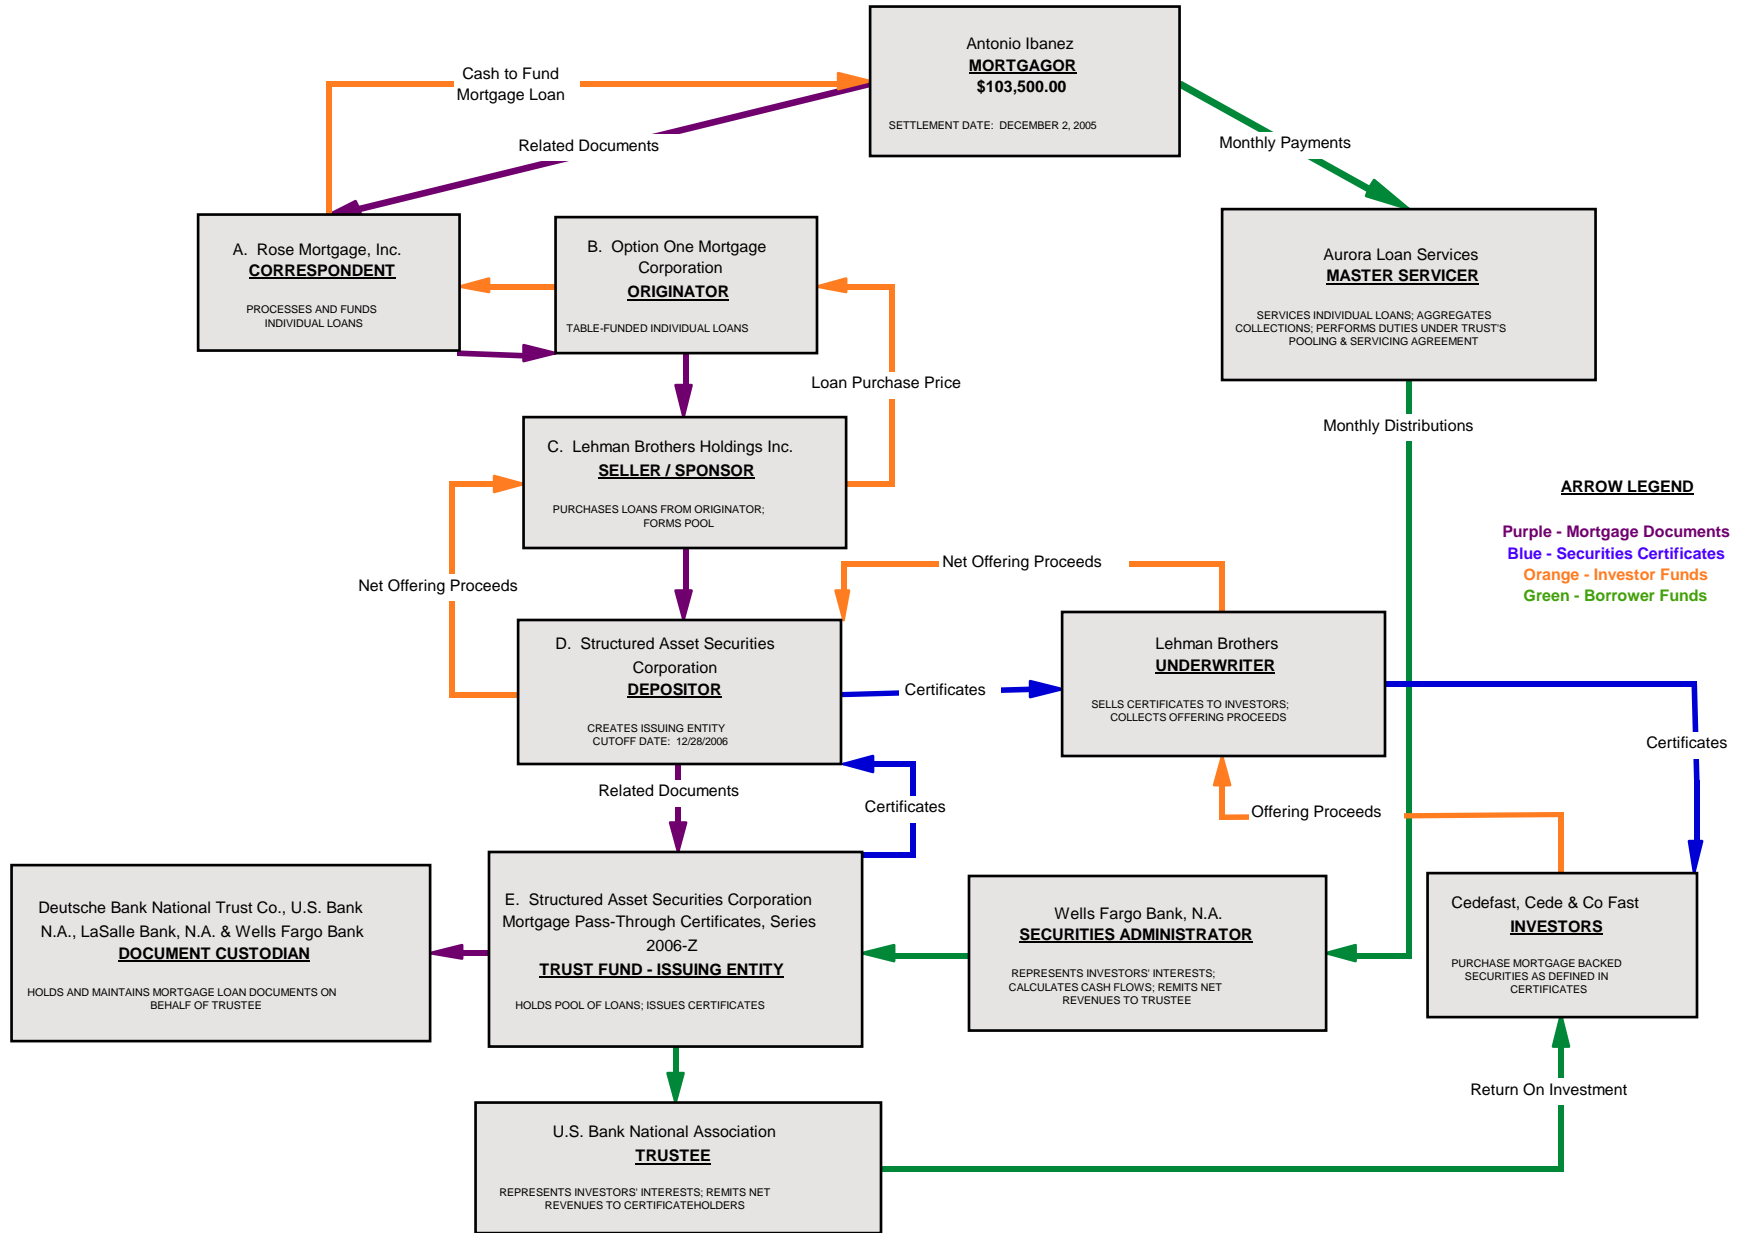 Antonio Ibanez
MORTGAGOR
$103,500.00
SETTLEMENT DATE:  DECEMBER 2, 2005
Cash to Fund
Mortgage Loan
Related Documents
Monthly Payments
A.  Rose Mortgage, Inc.
CORRESPONDENT
PROCESSES AND FUNDS
INDIVIDUAL LOANS
B.  Option One Mortgage
Corporation
ORIGINATOR
TABLE-FUNDED INDIVIDUAL LOANS
Aurora Loan Services
MASTER SERVICER
SERVICES INDIVIDUAL LOANS; AGGREGATES
COLLECTIONS; PERFORMS DUTIES UNDER TRUST'S
POOLING & SERVICING AGREEMENT
Loan Purchase Price
Monthly Distributions
C.  Lehman Brothers Holdings Inc.
SELLER / SPONSOR
PURCHASES LOANS FROM ORIGINATOR;
FORMS POOL
ARROW LEGEND
Purple - Mortgage Documents
Blue - Securities Certificates
Orange - Investor Funds
Green - Borrower Funds
Net Offering Proceeds
Net Offering Proceeds
D.  Structured Asset Securities
Corporation
DEPOSITOR
CREATES ISSUING ENTITY
CUTOFF DATE:  12/28/2006
Certificates
Lehman Brothers
UNDERWRITER
SELLS CERTIFICATES TO INVESTORS;
COLLECTS OFFERING PROCEEDS
Certificates
Related Documents
Certificates
Offering Proceeds
Deutsche Bank National Trust Co., U.S. Bank
N.A., LaSalle Bank, N.A. & Wells Fargo Bank
DOCUMENT CUSTODIAN
HOLDS AND MAINTAINS MORTGAGE LOAN DOCUMENTS ON
BEHALF OF TRUSTEE
E.  Structured Asset Securities Corporation
Mortgage Pass-Through Certificates, Series
2006-Z
TRUST FUND - ISSUING ENTITY
HOLDS POOL OF LOANS; ISSUES CERTIFICATES
Wells Fargo Bank, N.A.
SECURITIES ADMINISTRATOR
REPRESENTS INVESTORS' INTERESTS;
CALCULATES CASH FLOWS; REMITS NET
REVENUES TO TRUSTEE
Cedefast, Cede & Co Fast
INVESTORS
PURCHASE MORTGAGE BACKED
SECURITIES AS DEFINED IN
CERTIFICATES
Return On Investment
U.S. Bank National Association
TRUSTEE
REPRESENTS INVESTORS' INTERESTS; REMITS NET
REVENUES TO CERTIFICATEHOLDERS